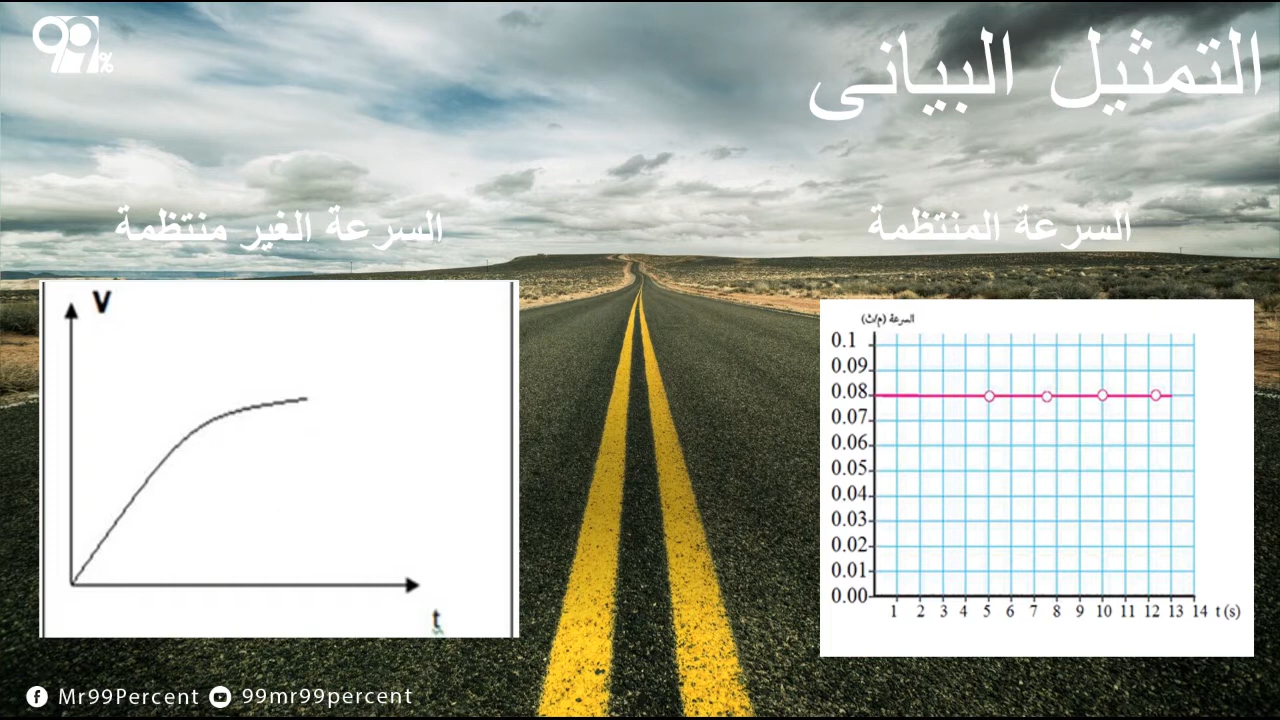 99%
التمثيل البيانى
السرعة المنتظمة
السرعة الغير منتظمة
السرعة (م/ث)
0.1
0.09
0.08
0.07
0.06
0.05
0.04
0.03
0.02
0.01
0.00
1 2 3 4 5 6 7 8 9 10 11 12 13 14 t (s)
V
t
Mr99Percent 99mr99percent